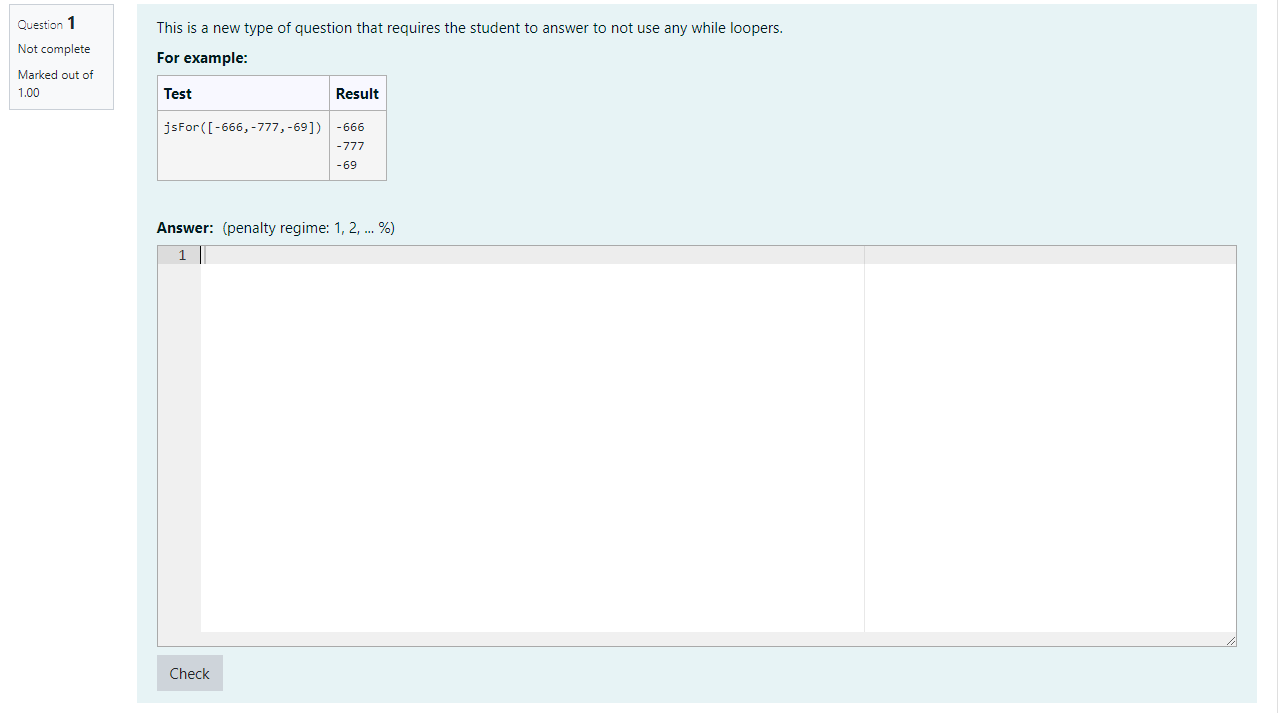 Question 1
Not complete
Marked out of
1.00
This is a new type of question that requires the student to answer to not use any while loopers.
For example:
Test Result
jsFor([-666,-777,-69]) -666
-777
-69
Answer: (penalty regime: 1, 2, ... %)
1
Check